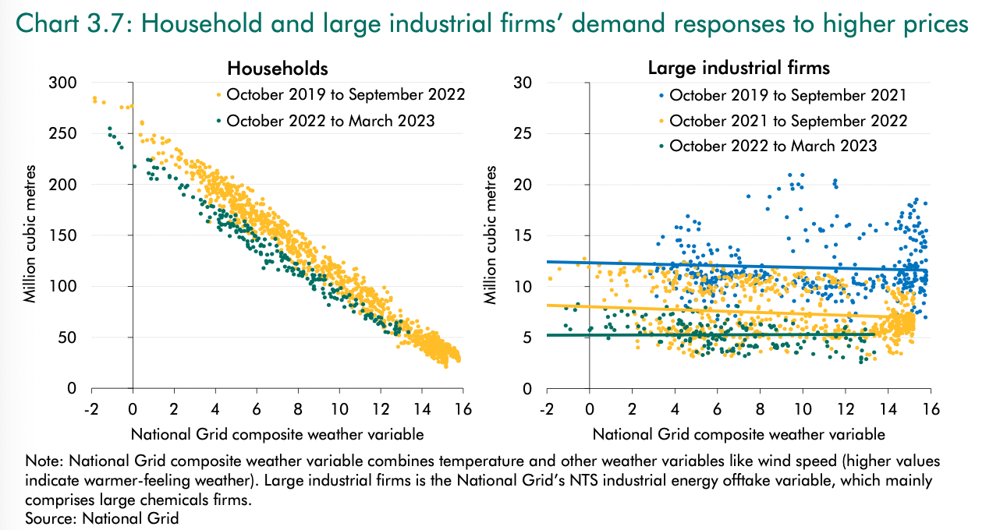 Chart 3.7: Household and large industrial firms’ demand responses to higher prices
Households
October 2019 to September 2022
October 2022 to March 2023
300
250
200
150
100
50
0
Million cubic metres
-2 0 2 4 6 8 10 12 14 16
National Grid composite weather variable
Large industrial firms
October 2019 to September 2021
October 2021 to September 2022
October 2022 to March 2023
30
25
20
15
10
5
0
Million cubic metres
-2 0 2 4 6 8 10 12 14 16
National Grid composite weather variable
Note: National Grid composite weather variable combines temperature and other weather variables like wind speed (higher values
indicate warmer-feeling weather). Large industrial firms is the National Grid’s NTS industrial energy offtake variable, which mainly
comprises large chemicals firms.
Source: National Grid